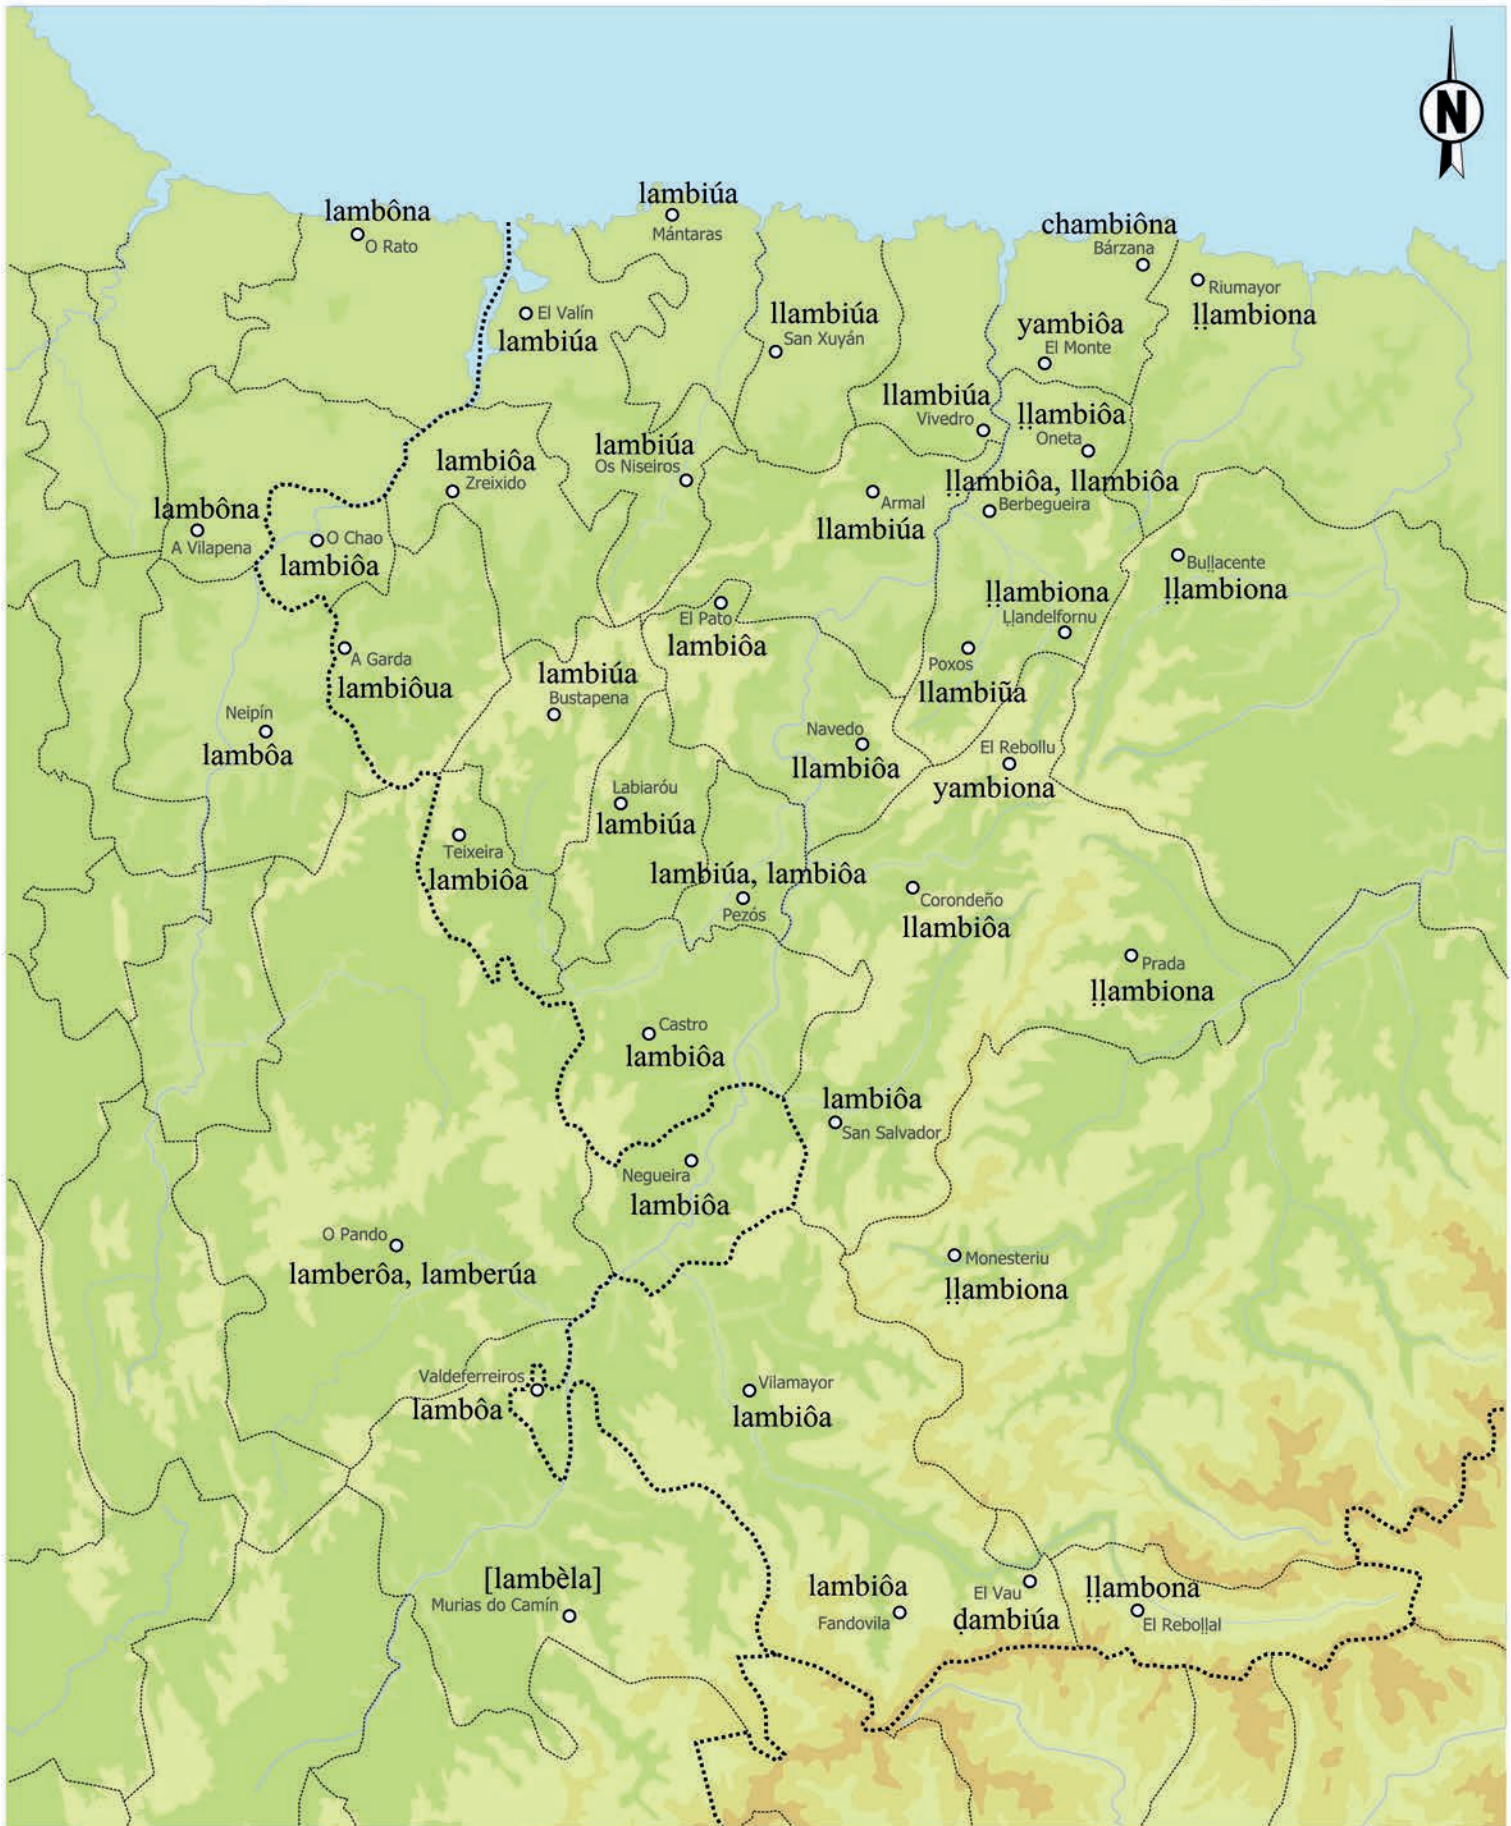 N
lambiúa
Mántaras
lambôna
O Rato
chambiôna
Bárzana
Riumayor
ḷḷambiona
El Valín
lambiúa
llambiúa
San Xuyán
yambiôa
El Monte
llambiúa
Vivedro
ḷḷambiôa
Oneta
lambiúa
Os Niseiros
lambiôa
Zreixido
ḷḷambiôa, llambiôa
Berbegueira
Armal
llambiúa
lambôna
A Vilapena
O Chao
lambiôa
Buḷḷacente
ḷḷambiona
ḷḷambiona
Ḷḷandelfornu
El Pato
lambiôa
A Garda
lambiôua
Poxos
llambiũa
lambiúa
Bustapena
Neipín
lambôa
Navedo
llambiôa
El Rebollu
yambiona
Labiaróu
lambiúa
Teixeira
lambiôa
lambiúa, lambiôa
Pezós
Corondeño
llambiôa
Prada
ḷḷambiona
Castro
lambiôa
lambiôa
San Salvador
Negueira
lambiôa
O Pando
lamberôa, lamberúa
Monesteriu
ḷḷambiona
Valdeferreiros
lambôa
Vilamayor
lambiôa
[lambèla]
Murias do Camín
lambiôa
Fandovila
El Vau
ḍambiúa
ḷḷambona
El Reboḷḷal